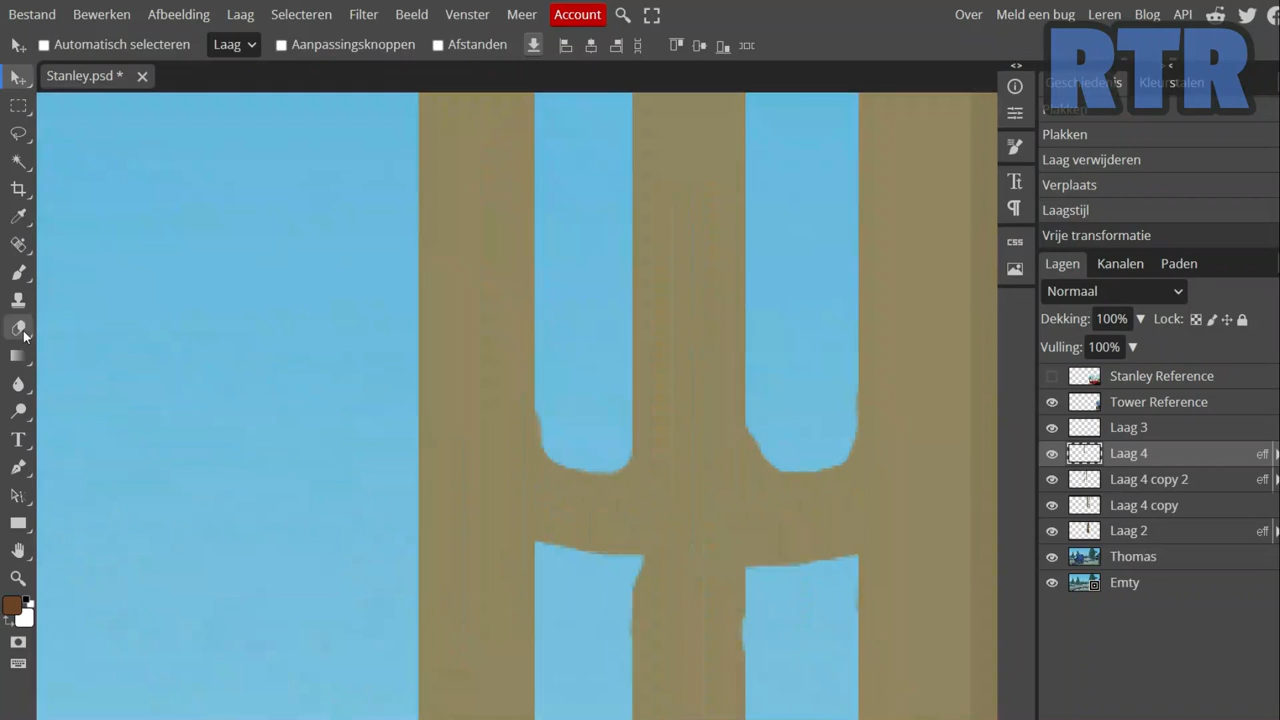 Bestand Bewerken Afbeelding Laag Selecteren Filter Beeld Venster Meer Account Over Meld een bug Leren Blog API
Automatisch selecteren Laag Aanpassingsknoppen Afstanden
RTR
Stanley.psd *
Geschiedenis Kleurstalen
Plakken
Plakken
Laag verwijderen
Verplaats
Laagstijl
Vrije transformatie
Lagen Kanalen Paden
Normaal
Dekking: 100% Lock:
Vulling: 100%
Stanley Reference
Tower Reference
Laag 3
Laag 4 eff
Laag 4 copy 2 eff
Laag 4 copy
Laag 2 eff
Thomas
Emty
CSS